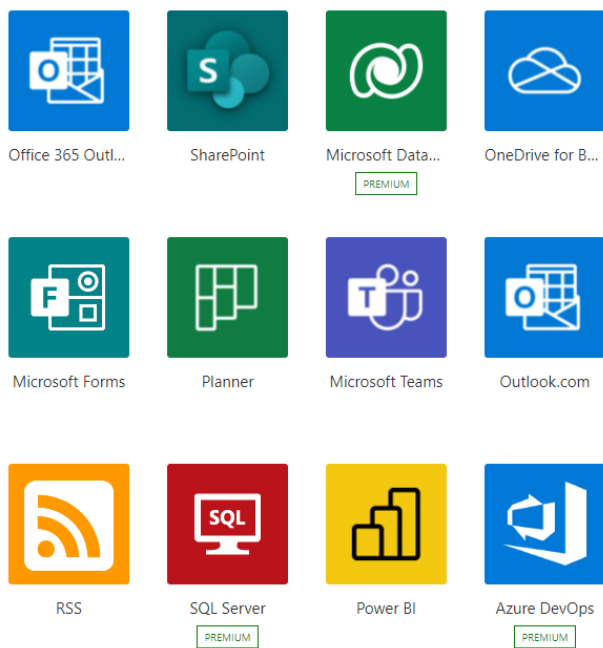 O
S
Office 365 Outl...
SharePoint
Microsoft Data...
OneDrive for B...
PREMIUM
F
T
O
Microsoft Forms
Planner
Microsoft Teams
Outlook.com
SQL
RSS
SQL Server
Power BI
Azure DevOps
PREMIUM
PREMIUM